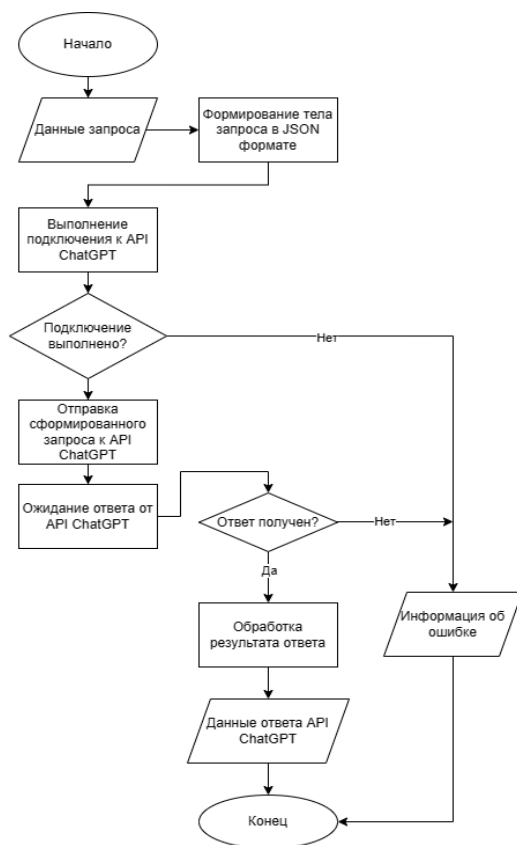 Начало
Данные запроса
Формирование тела
запроса в JSON
формате
Выполнение
подключения к API
ChatGPT
Подключение
выполнено?
Нет
Отправка
сформированного
запроса к API
ChatGPT
Ожидание ответа от
API ChatGPT
Ответ получен?
Нет
Да
Обработка
результата ответа
Информация об
ошибке
Данные ответа API
ChatGPT
Конец